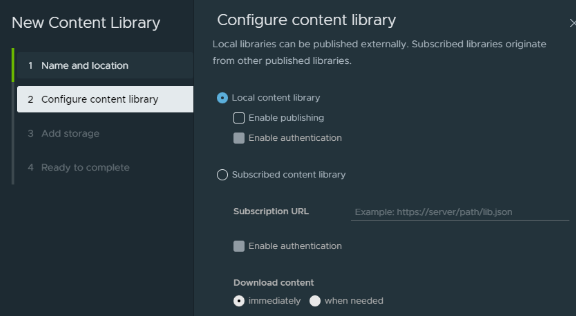 New Content Library
1 Name and location
2 Configure content library
3 Add storage
4 Ready to complete
Configure content library
Local libraries can be published externally. Subscribed libraries originate
from other published libraries.
Local content library
Enable publishing
Enable authentication
Subscribed content library
Subscription URL
Example: https://server/path/lib.json
Enable authentication
Download content
immediately when needed